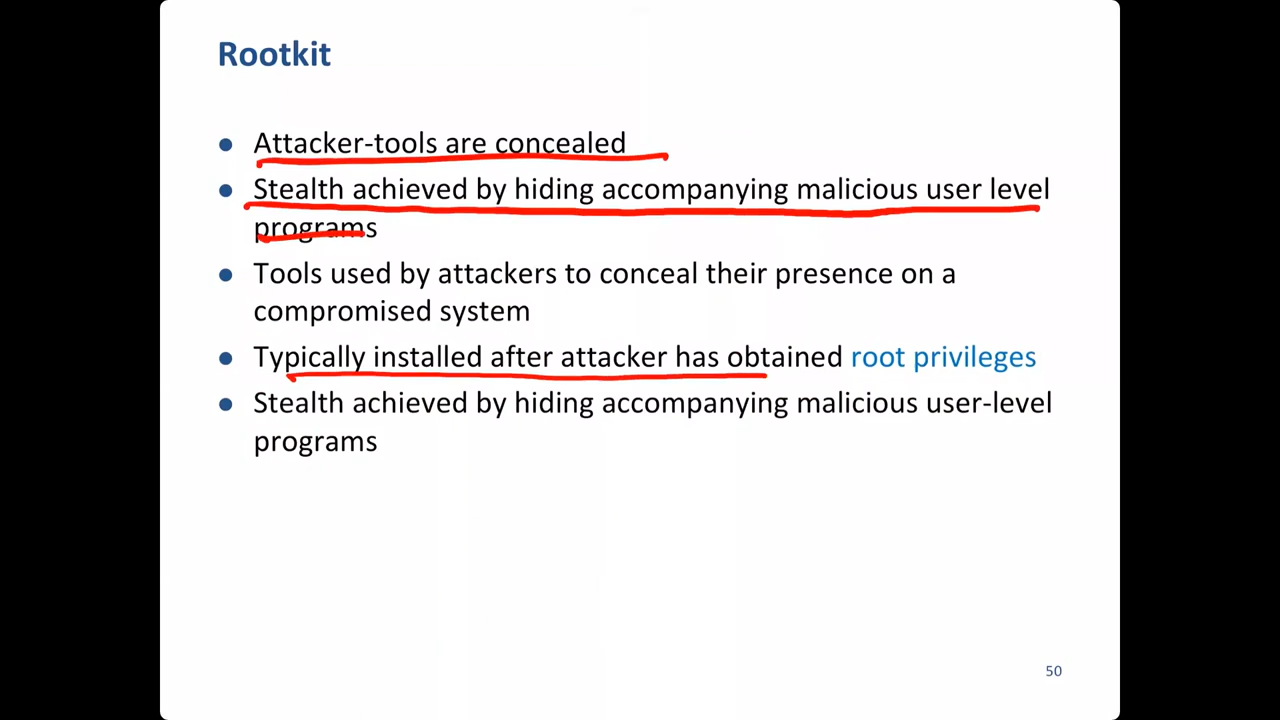 Rootkit
● Attacker-tools are concealed
● Stealth achieved by hiding accompanying malicious user level
programs
● Tools used by attackers to conceal their presence on a
compromised system
● Typically installed after attacker has obtained root privileges
● Stealth achieved by hiding accompanying malicious user-level
programs
50